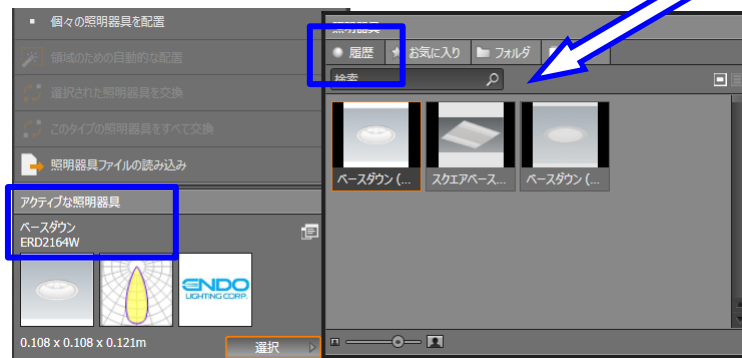 個々の照明器具を配置
領域のための自動的な配置
選択された照明器具を交換
このタイプの照明器具をすべて交換
照明器具ファイルの読み込み
アクティブな照明器具
ベースダウン
ERD2164W
ENDO
LIGHTING CORP.
0.108 x 0.108 x 0.121m
選択
照明器具
履歴
お気に入り
フォルダ
検索
ベースダウン (...
スクエアベース...
ベースダウン (...